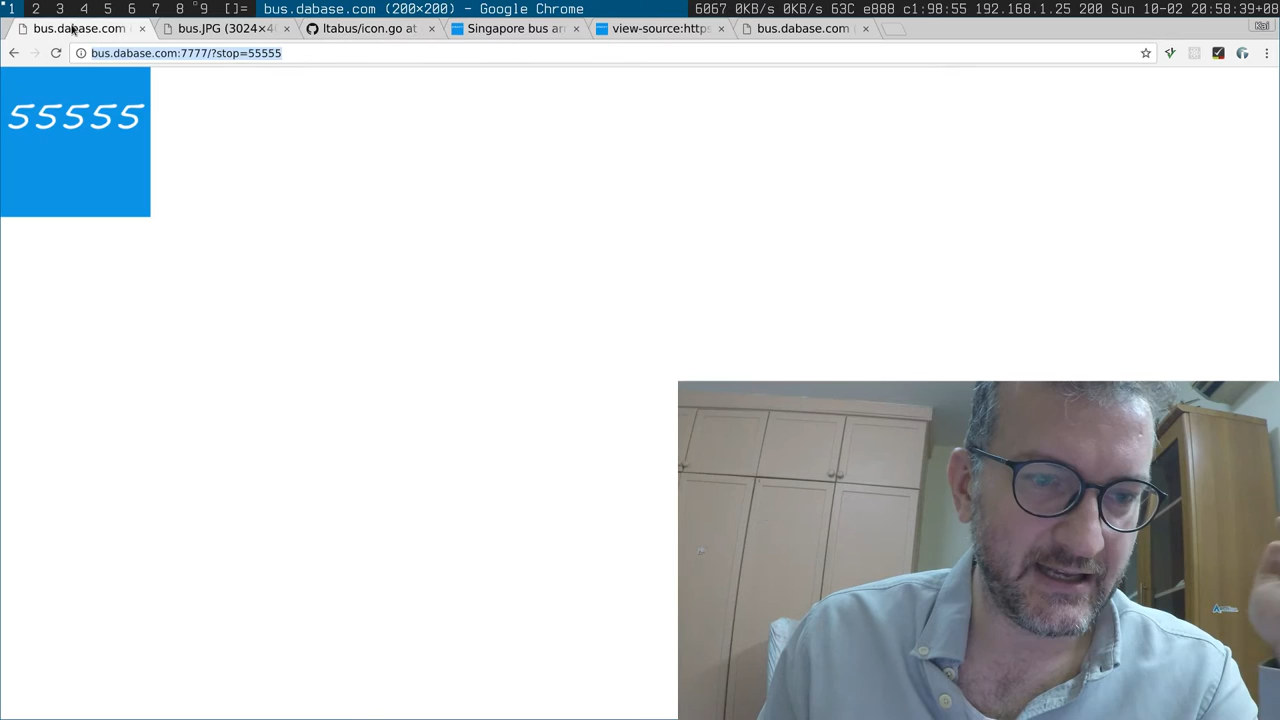 1 2 3 4 5 6 7 8 9 []= bus.dabase.com (200×200) - Google Chrome 6067 0KB/s 0KB/s 63C e888 c1:98:55 192.168.1.25 200 Sun 10-02 20:58:39+08
bus.dabase.com bus.JPG (3024×4 ltabus/icon.go at Singapore bus ar view-source:http bus.dabase.com Kai
bus.dabase.com:7777/?stop=55555
55555